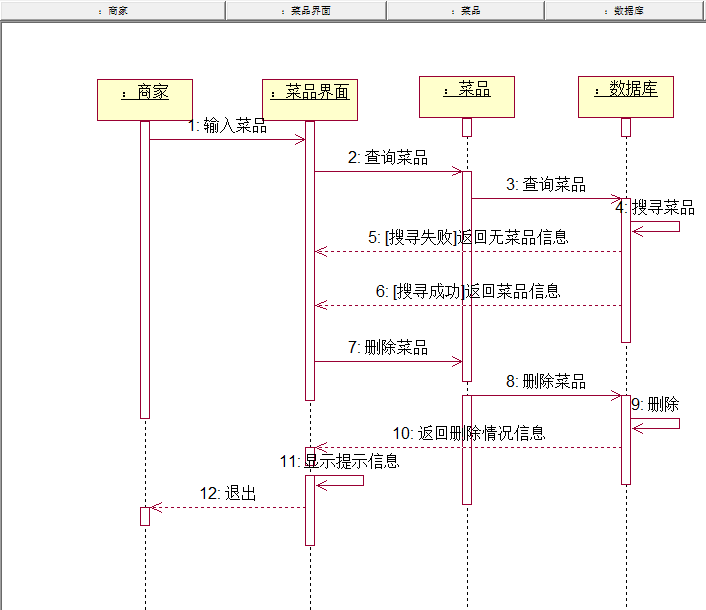 : 商家
: 菜品界面
: 菜品
: 数据库
: 商家
: 菜品界面
: 菜品
: 数据库
1: 输入菜品
2: 查询菜品
3: 查询菜品
4: 搜寻菜品
5: [搜寻失败]返回无菜品信息
6: [搜寻成功]返回菜品信息
7: 删除菜品
8: 删除菜品
9: 删除
10: 返回删除情况信息
11: 显示提示信息
12: 退出